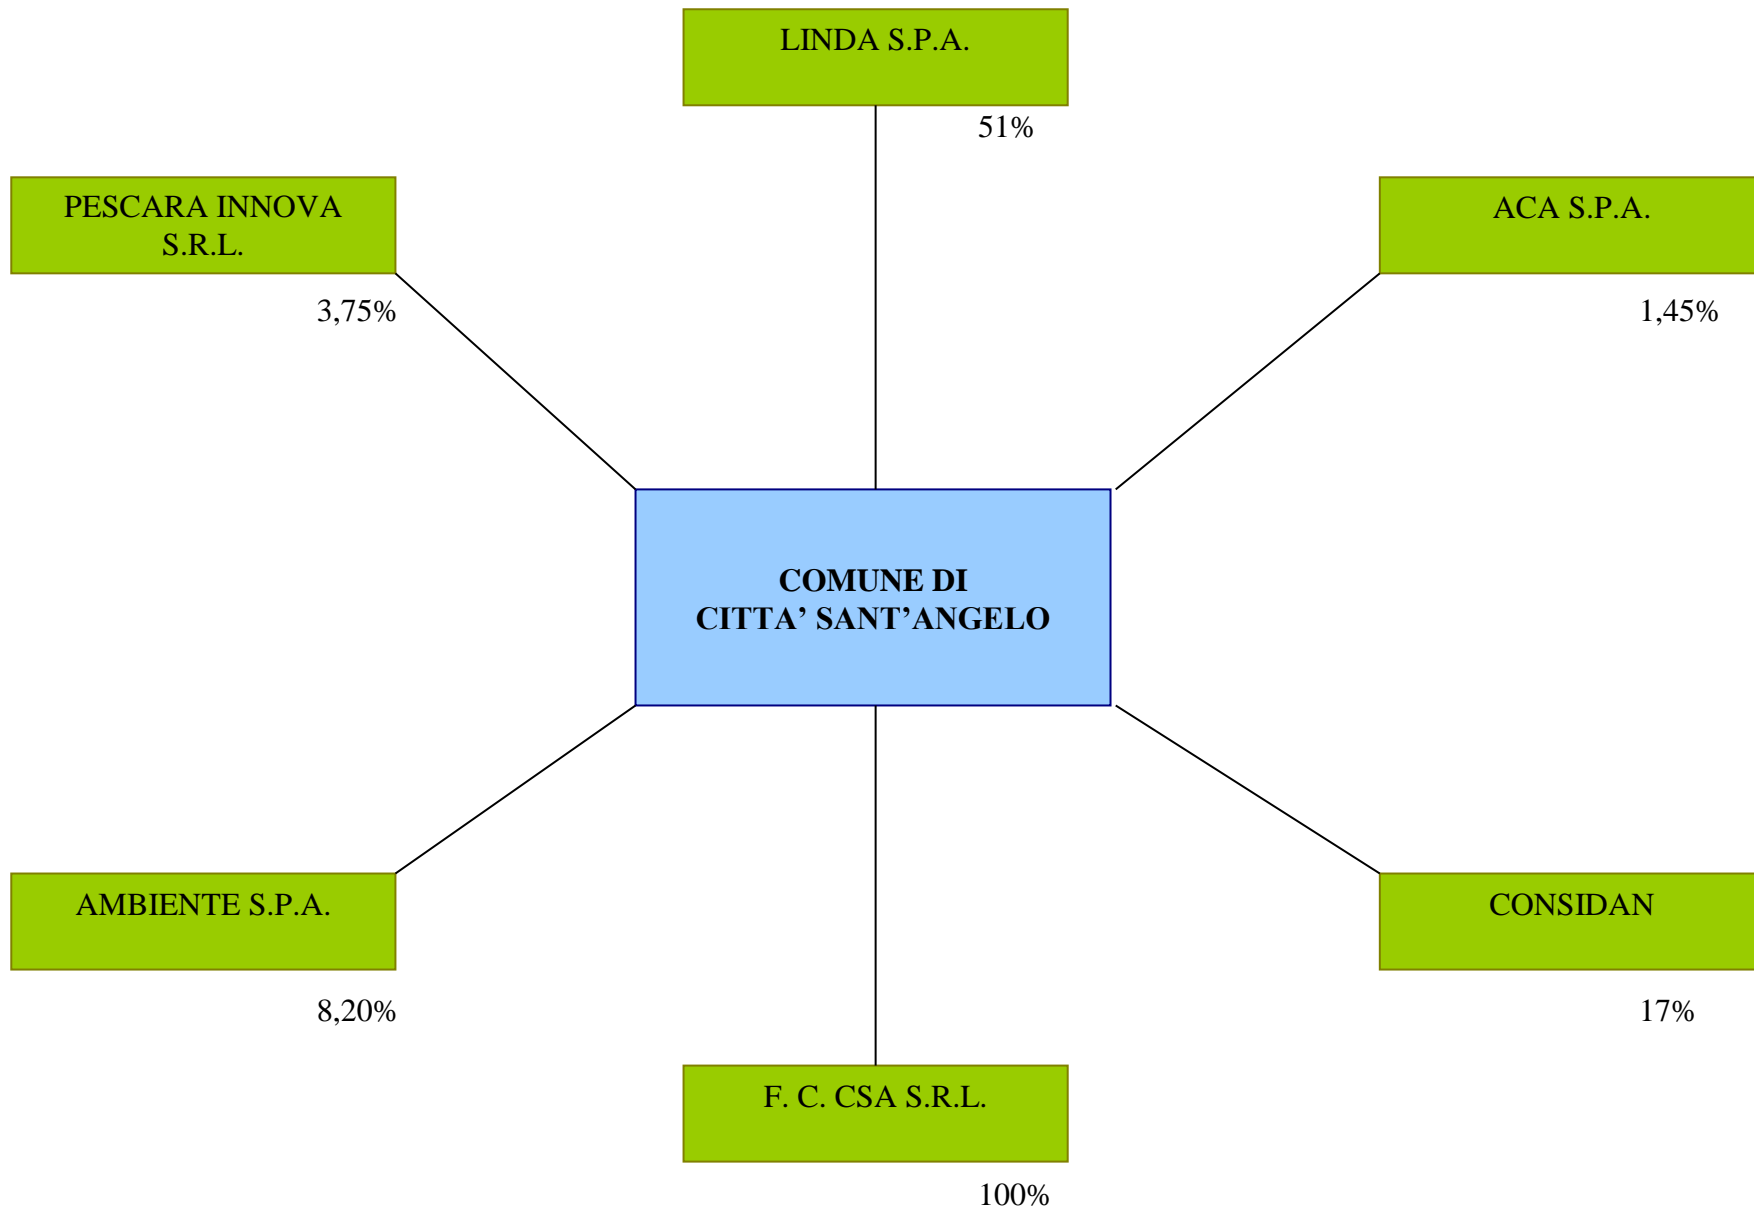 LINDA S.P.A.
51%
PESCARA INNOVA
S.R.L.
3,75%
ACA S.P.A.
1,45%
COMUNE DI
CITTA’ SANT’ANGELO
AMBIENTE S.P.A.
8,20%
CONSIDAN
17%
F. C. CSA S.R.L.
100%